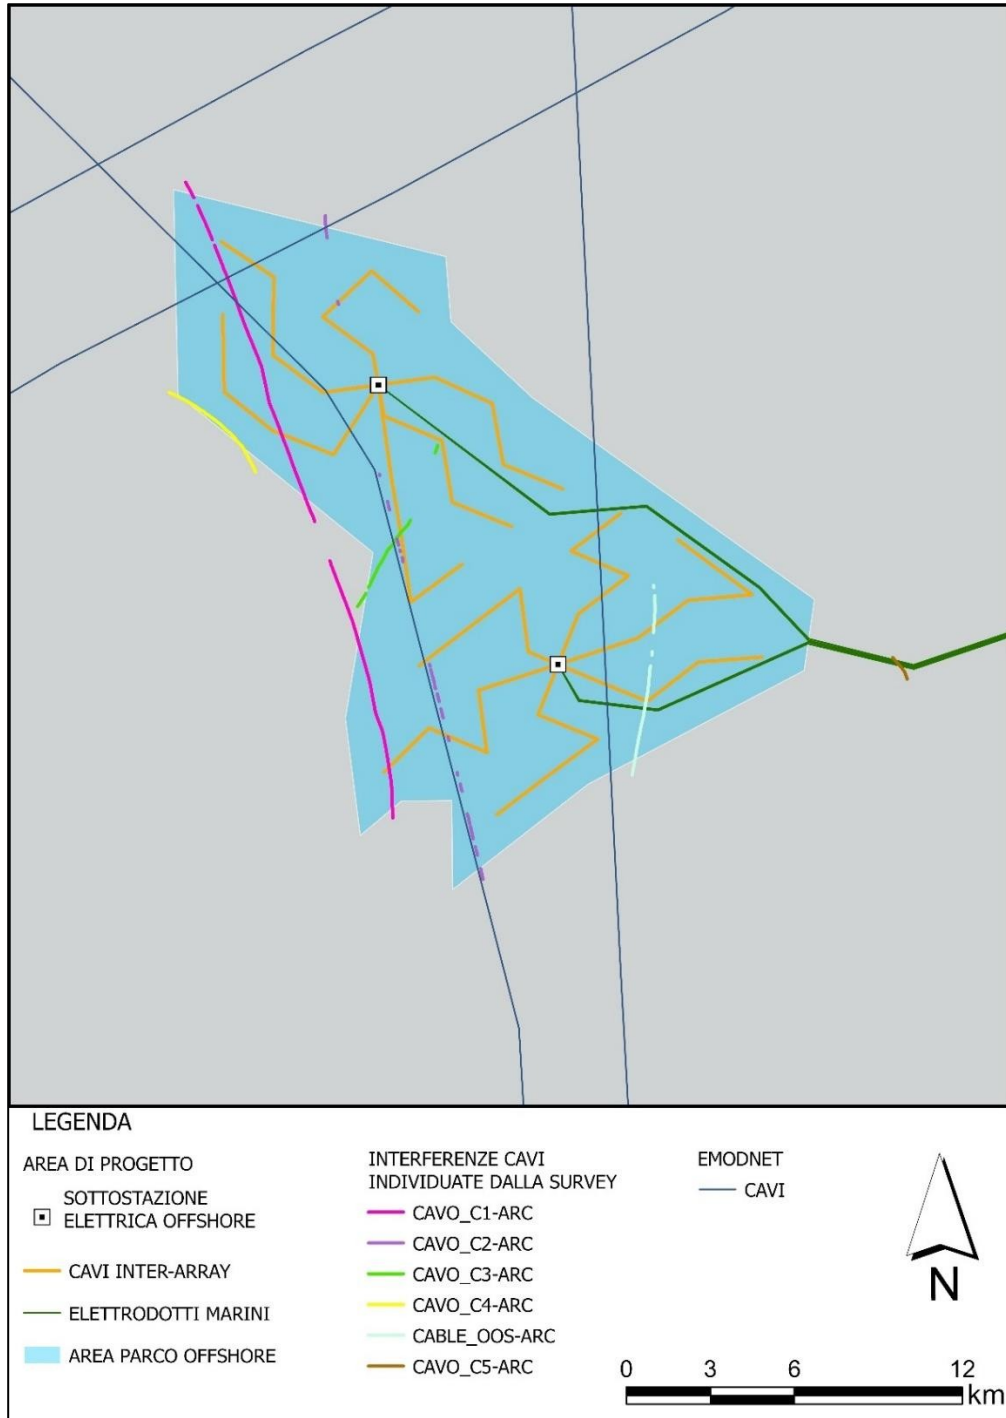 LEGENDA
AREA DI PROGETTO
SOTTOSTAZIONE
ELETTRICA OFFSHORE
CAVI INTER-ARRAY
ELETTRODOTTI MARINI
AREA PARCO OFFSHORE
INTERFERENZE CAVI
INDIVIDUATE DALLA SURVEY
CAVO_C1-ARC
CAVO_C2-ARC
CAVO_C3-ARC
CAVO_C4-ARC
CABLE_OOS-ARC
CAVO_C5-ARC
EMODNET
CAVI
N
0 3 6 12
km